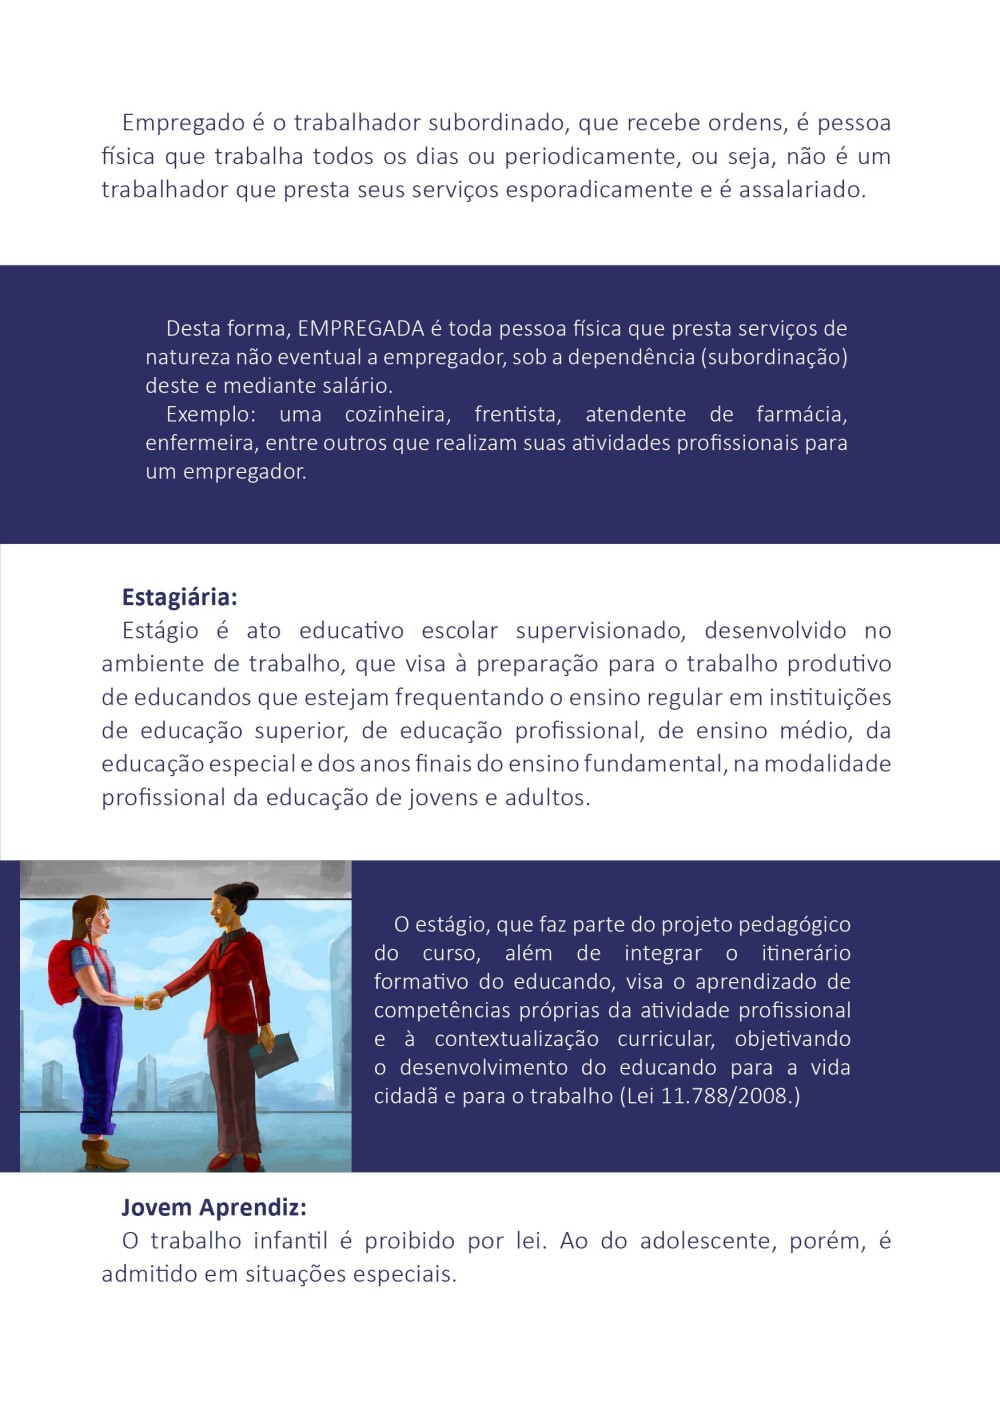 Empregado é o trabalhador subordinado, que recebe ordens, é pessoa
física que trabalha todos os dias ou periodicamente, ou seja, não é um
trabalhador que presta seus serviços esporadicamente e é assalariado.
Desta forma, EMPREGADA é toda pessoa física que presta serviços de
natureza não eventual a empregador, sob a dependência (subordinação)
deste e mediante salário.
Exemplo: uma cozinheira, frentista, atendente de farmácia,
enfermeira, entre outros que realizam suas atividades profissionais para
um empregador.
Estagiária:
Estágio é ato educativo escolar supervisionado, desenvolvido no
ambiente de trabalho, que visa à preparação para o trabalho produtivo
de educandos que estejam frequentando o ensino regular em instituições
de educação superior, de educação profissional, de ensino médio, da
educação especial e dos anos finais do ensino fundamental, na modalidade
profissional da educação de jovens e adultos.
O estágio, que faz parte do projeto pedagógico
do curso, além de integrar o itinerário
formativo do educando, visa o aprendizado de
competências próprias da atividade profissional
e à contextualização curricular, objetivando
o desenvolvimento do educando para a vida
cidadã e para o trabalho (Lei 11.788/2008.)
Jovem Aprendiz:
O trabalho infantil é proibido por lei. Ao do adolescente, porém, é
admitido em situações especiais.